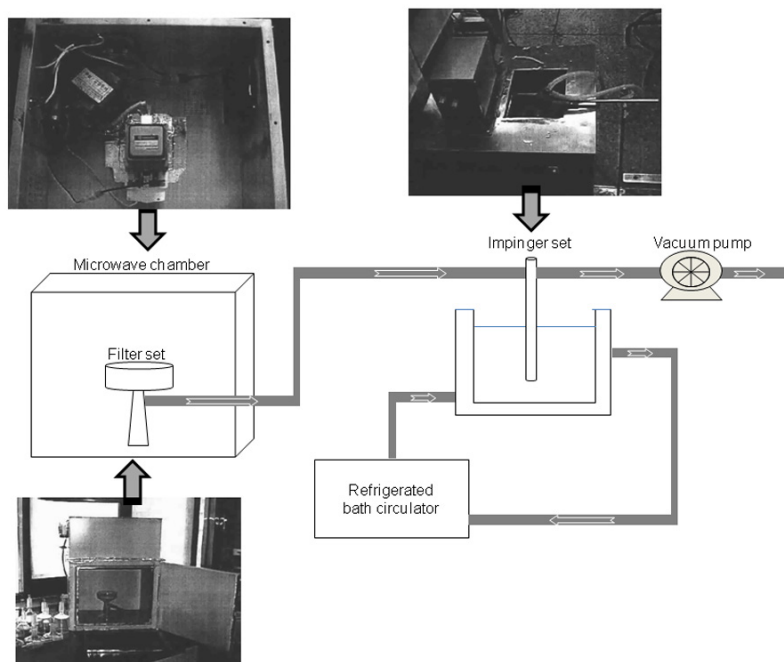 Impinger set
Vacuum pump
Microwave chamber
Filter set
Refrigerated
bath circulator